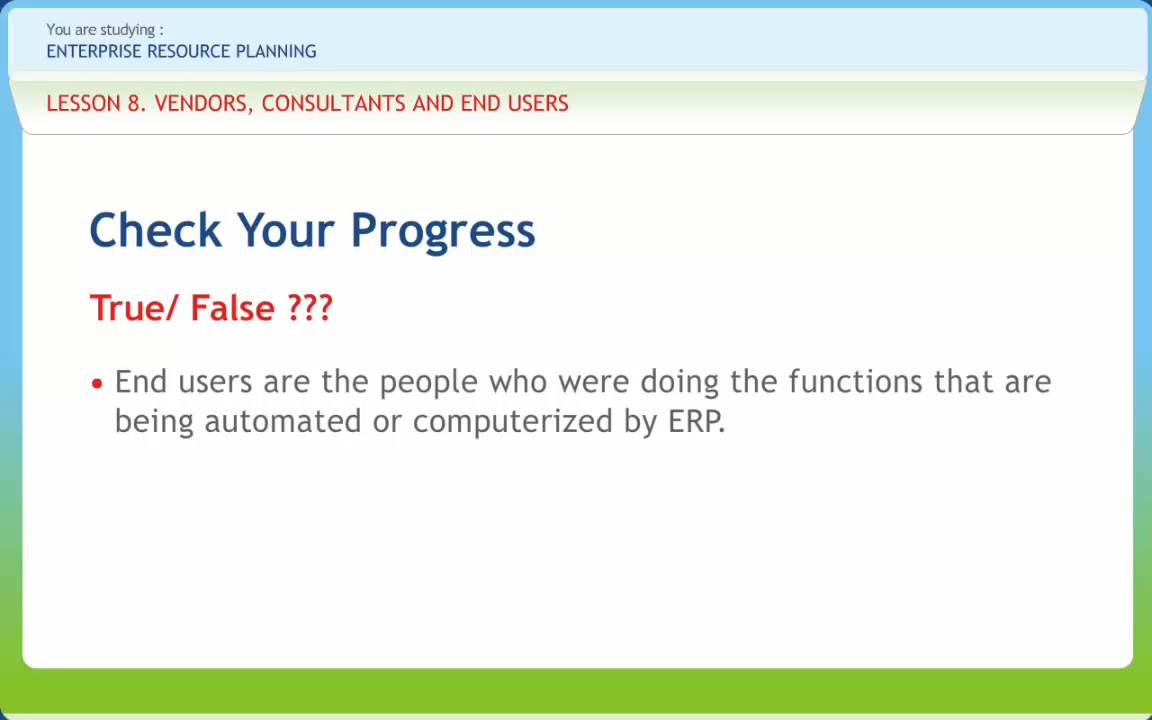 You are studying :
ENTERPRISE RESOURCE PLANNING
LESSON 8. VENDORS, CONSULTANTS AND END USERS
Check Your Progress
True/ False ???
• End users are the people who were doing the functions that are
being automated or computerized by ERP.